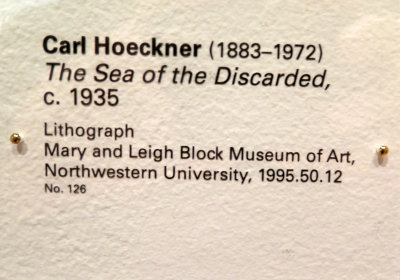 Carl Hoeckner (1883–1972)
The Sea of the Discarded,
c. 1935
Lithograph
Mary and Leigh Block Museum of Art,
Northwestern University, 1995.50.12
No. 126